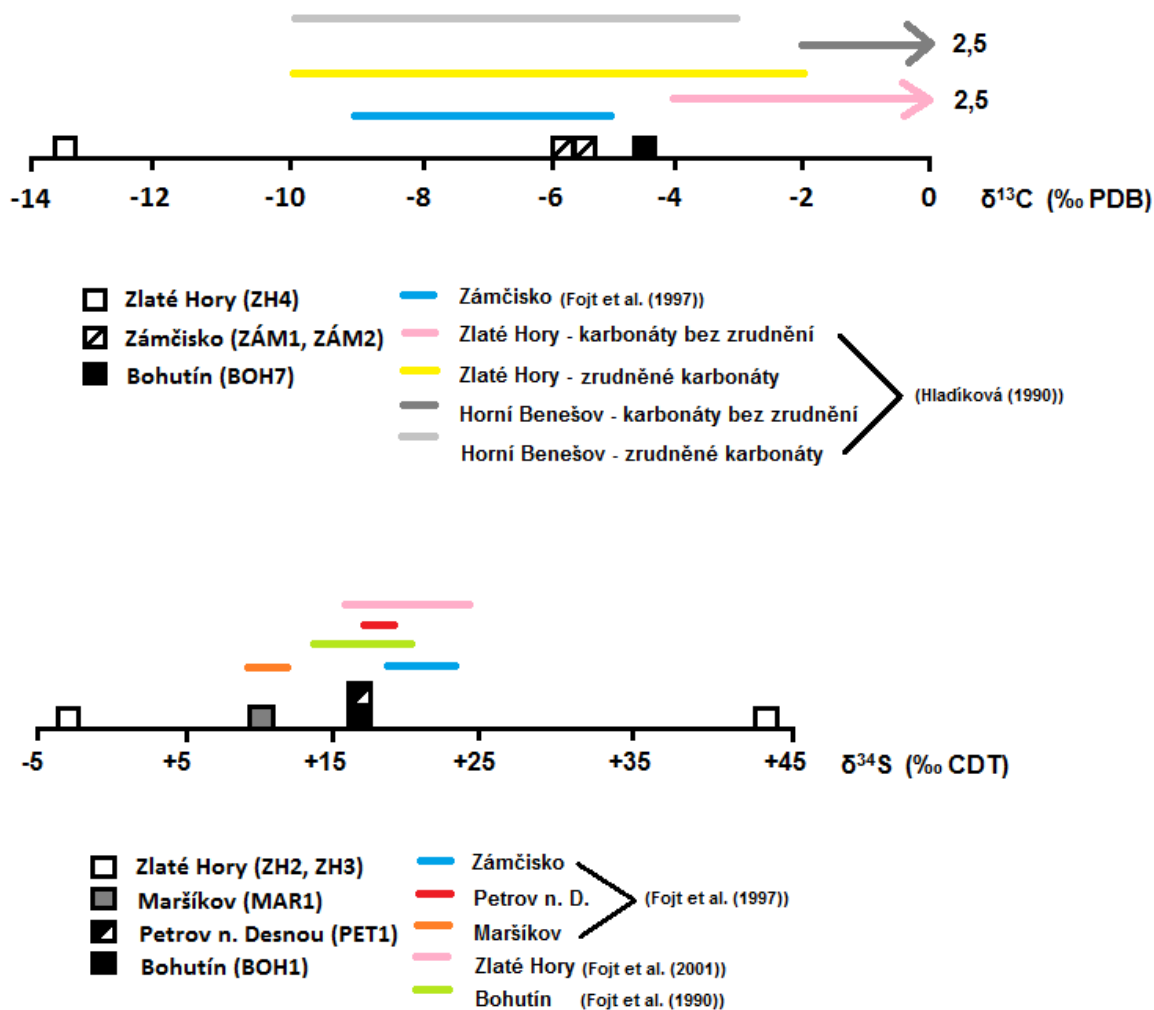 2,5
2,5
-14 -12 -10 -8 -6 -4 -2 0 δ¹³C (‰ PDB)
Zlaté Hory (ZH4)
Zámčisko (ZÁM1, ZÁM2)
Bohutín (BOH7)
Zámčisko (Fojt et al. (1997))
Zlaté Hory - karbonáty bez zrudnění
Zlaté Hory - zrudněné karbonáty
Horní Benešov - karbonáty bez zrudnění
Horní Benešov - zrudněné karbonáty
(Hladíková (1990))
-5 +5 +15 +25 +35 +45 δ³⁴S (‰ CDT)
Zlaté Hory (ZH2, ZH3)
Maršíkov (MAR1)
Petrov n. Desnou (PET1)
Bohutín (BOH1)
Zámčisko
Petrov n. D.
Maršíkov
(Fojt et al. (1997))
Zlaté Hory (Fojt et al. (2001))
Bohutín (Fojt et al. (1990))